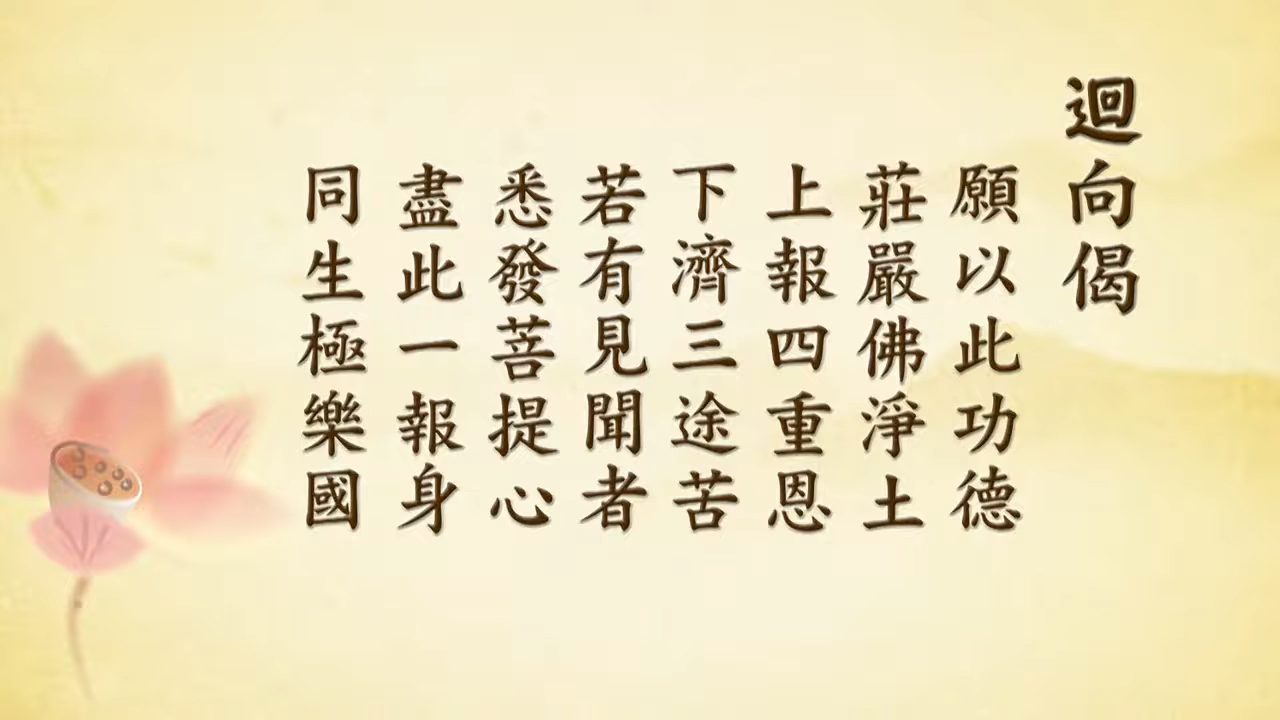 迴向偈
願以此功德
莊嚴佛淨土
上報四重恩
下濟三途苦
若有見聞者
悉發菩提心
盡此一報身
同生極樂國